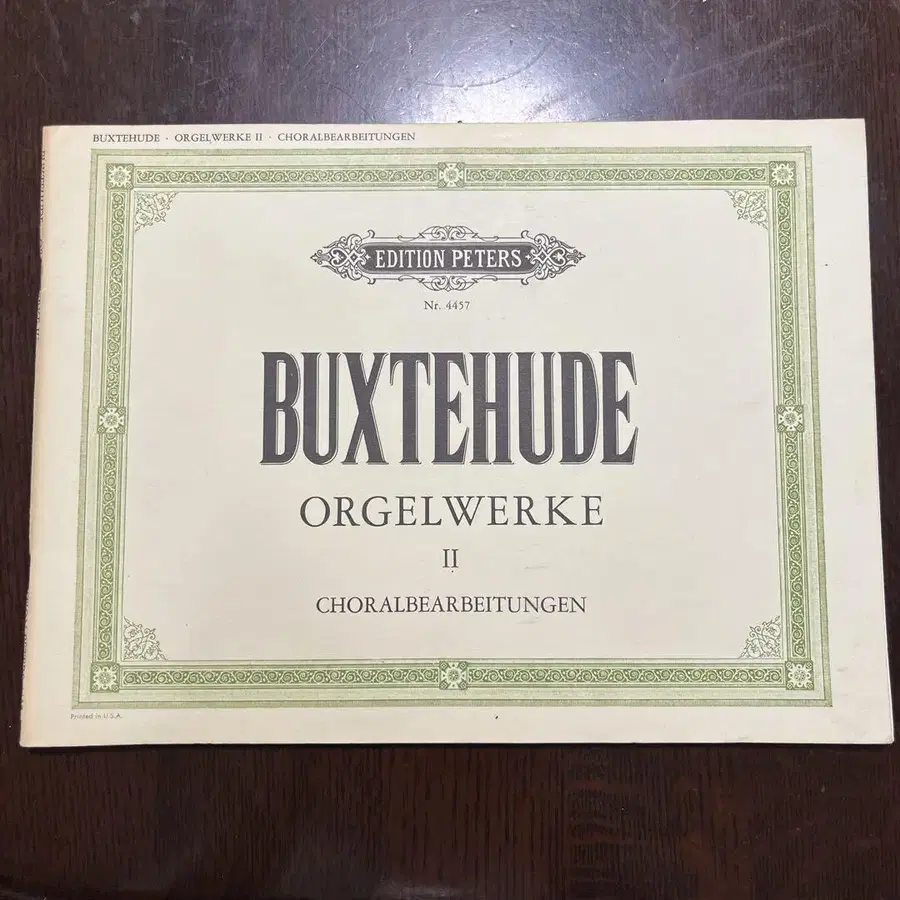 BUXTEHUDE · ORGELWERKE II · CHORALBEARBEITUNGEN
EDITION PETERS
Nr. 4457
BUXTEHUDE
ORGELWERKE
II
CHORALBEARBEITUNGEN
Printed in U.S.A.